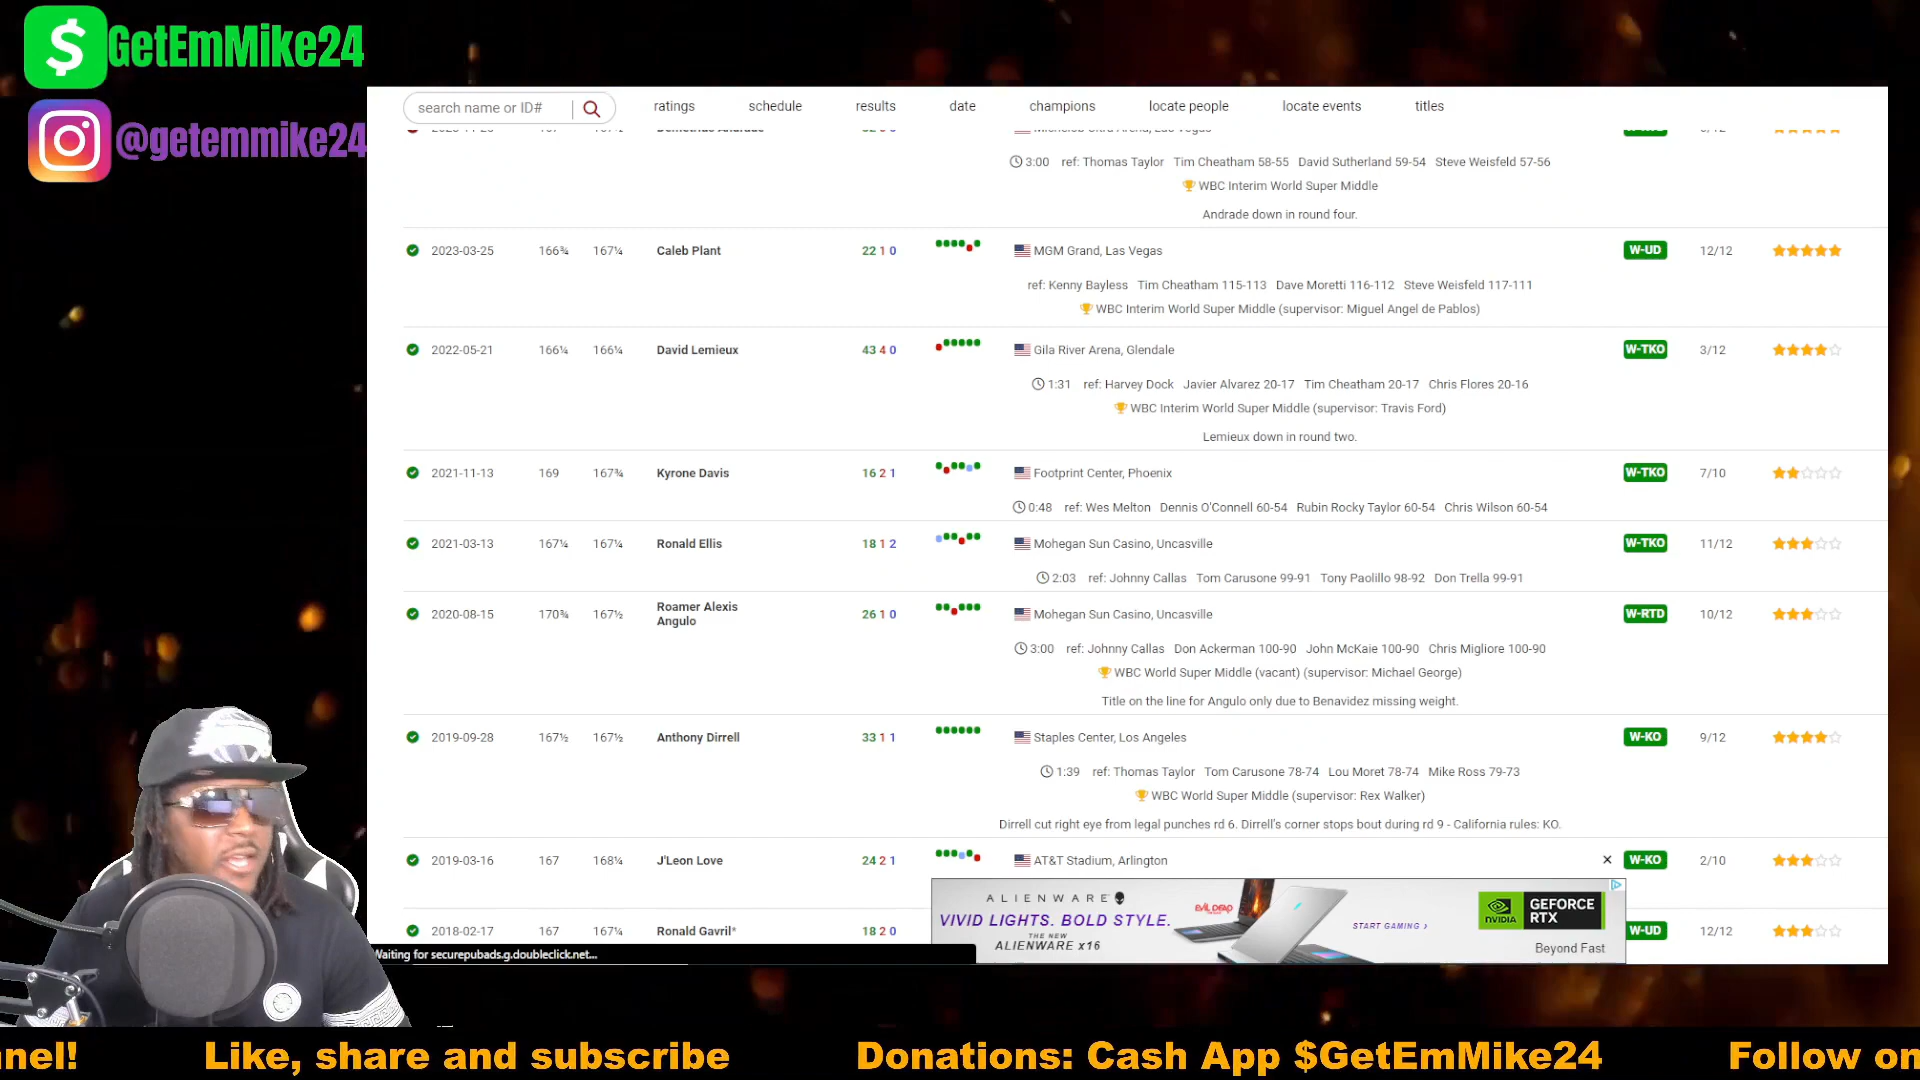 $ GetEmMike24
@getemmike24
search name or ID# ratings schedule results date champions locate people locate events titles
3:00 ref: Thomas Taylor Tim Cheatham 58-55 David Sutherland 59-54 Steve Weisfeld 57-56
WBC Interim World Super Middle
Andrade down in round four.
2023-03-25 166¾ 167¼ Caleb Plant 22 1 0 MGM Grand, Las Vegas W-UD 12/12
ref: Kenny Bayless Tim Cheatham 115-113 Dave Moretti 116-112 Steve Weisfeld 117-111
WBC Interim World Super Middle (supervisor: Miguel Angel de Pablos)
2022-05-21 166¼ 166¼ David Lemieux 43 4 0 Gila River Arena, Glendale W-TKO 3/12
1:31 ref: Harvey Dock Javier Alvarez 20-17 Tim Cheatham 20-17 Chris Flores 20-16
WBC Interim World Super Middle (supervisor: Travis Ford)
Lemieux down in round two.
2021-11-13 169 167¾ Kyrone Davis 16 2 1 Footprint Center, Phoenix W-TKO 7/10
0:48 ref: Wes Melton Dennis O'Connell 60-54 Rubin Rocky Taylor 60-54 Chris Wilson 60-54
2021-03-13 167¼ 167¼ Ronald Ellis 18 1 2 Mohegan Sun Casino, Uncasville W-TKO 11/12
2:03 ref: Johnny Callas Tom Carusone 99-91 Tony Paolillo 98-92 Don Trella 99-91
2020-08-15 170¾ 167½ Roamer Alexis Angulo 26 1 0 Mohegan Sun Casino, Uncasville W-RTD 10/12
3:00 ref: Johnny Callas Don Ackerman 100-90 John McKaie 100-90 Chris Migliore 100-90
WBC World Super Middle (vacant) (supervisor: Michael George)
Title on the line for Angulo only due to Benavidez missing weight.
2019-09-28 167½ 167½ Anthony Dirrell 33 1 1 Staples Center, Los Angeles W-KO 9/12
1:39 ref: Thomas Taylor Tom Carusone 78-74 Lou Moret 78-74 Mike Ross 79-73
WBC World Super Middle (supervisor: Rex Walker)
Dirrell cut right eye from legal punches rd 6. Dirrell's corner stops bout during rd 9 - California rules: KO.
2019-03-16 167 168¼ J'Leon Love 24 2 1 AT&T Stadium, Arlington W-KO 2/10
ALIENWARE
VIVID LIGHTS. BOLD STYLE.
THE NEW
ALIENWARE x16
EVIL DEAD
START GAMING ›
NVIDIA
GEFORCE
RTX
Beyond Fast
2018-02-17 167 167¼ Ronald Gavril* 18 2 0 W-UD 12/12
Waiting for securepubads.g.doubleclick.net...
nnel! Like, share and subscribe Donations: Cash App $GetEmMike24 Follow on